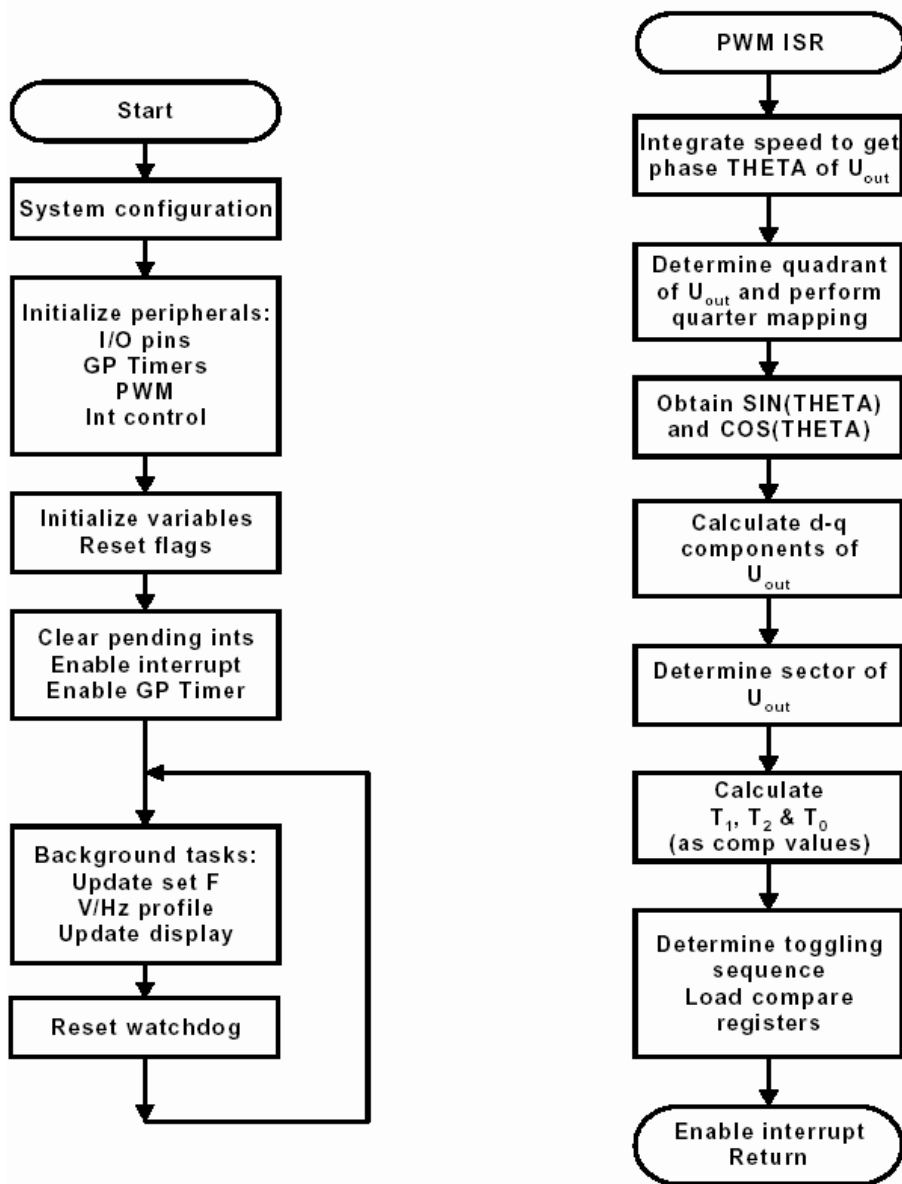 Start
System configuration
Initialize peripherals:
I/O pins
GP Timers
PWM
Int control
Initialize variables
Reset flags
Clear pending ints
Enable interrupt
Enable GP Timer
Background tasks:
Update set F
V/Hz profile
Update display
Reset watchdog
PWM ISR
Integrate speed to get
phase THETA of Uout
Determine quadrant
of Uout and perform
quarter mapping
Obtain SIN(THETA)
and COS(THETA)
Calculate d-q
components of
Uout
Determine sector of
Uout
Calculate
T1, T2 & T0
(as comp values)
Determine toggling
sequence
Load compare
registers
Enable interrupt
Return